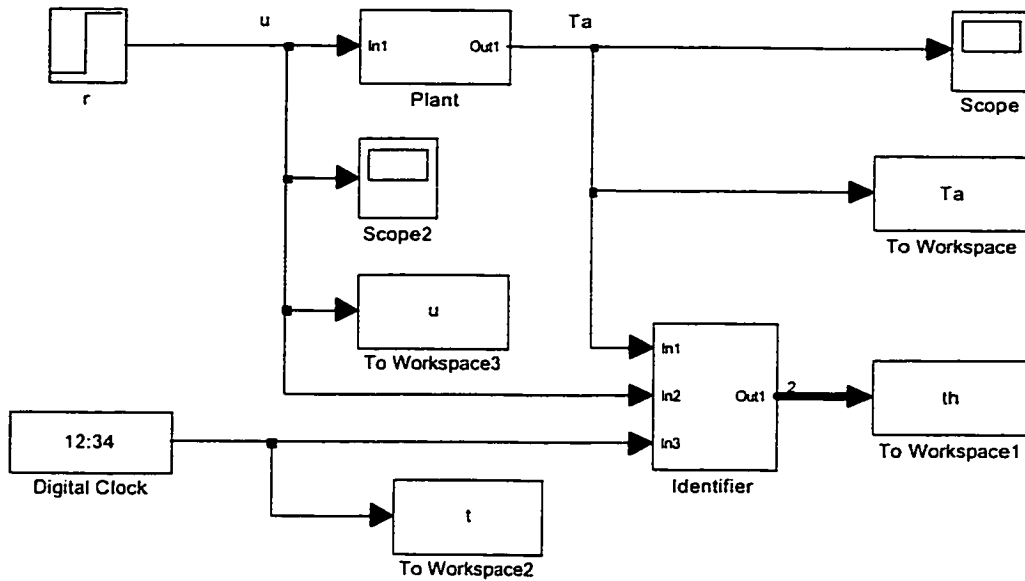 u
Ta
r
In1
Out1
Plant
Scope
Scope2
Ta
To Workspace
u
To Workspace3
In1
In2
In3
Out1
2
Identifier
th
To Workspace1
12:34
Digital Clock
t
To Workspace2